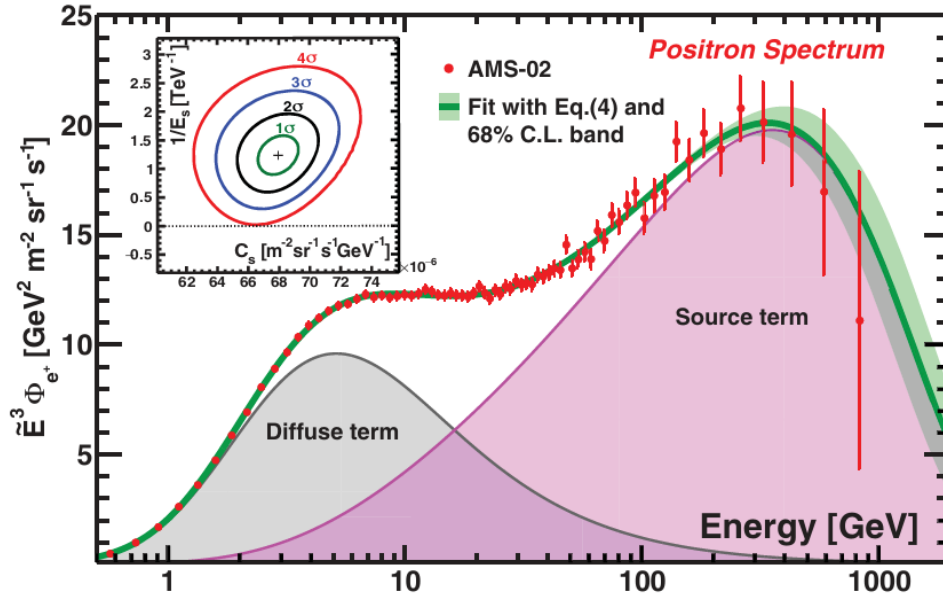 Positron Spectrum
AMS-02
Fit with Eq.(4) and
68% C.L. band
Ẽ³ Φₑ⁺ [GeV² m⁻² sr⁻¹ s⁻¹]
25
20
15
10
5
1/Eₛ [TeV⁻¹]
3
2.5
2
1.5
1
0.5
0
-0.5
4σ
3σ
2σ
1σ
Cₛ [m⁻²sr⁻¹s⁻¹GeV⁻¹]
×10⁻⁶
62 64 66 68 70 72 74
Diffuse term
Source term
Energy [GeV]
1 10 100 1000